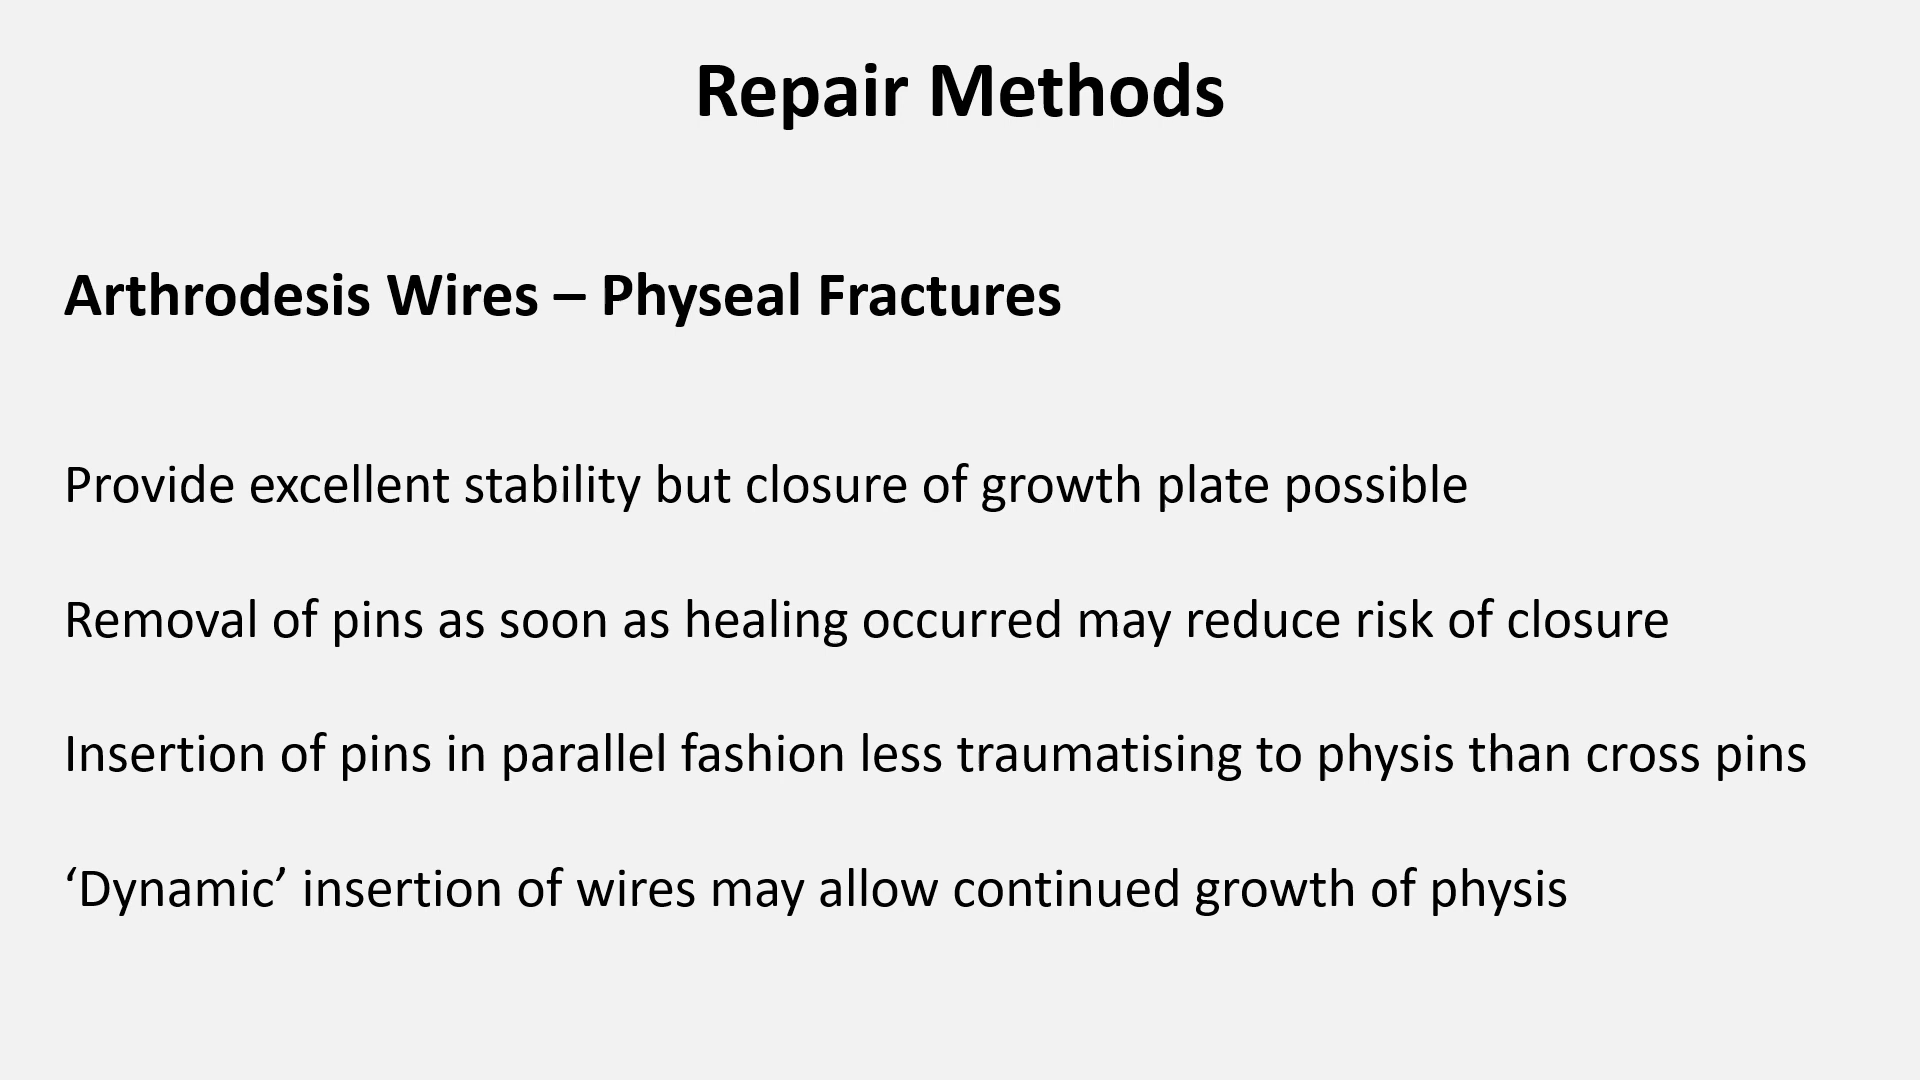 Repair Methods
Arthrodesis Wires – Physeal Fractures
Provide excellent stability but closure of growth plate possible
Removal of pins as soon as healing occurred may reduce risk of closure
Insertion of pins in parallel fashion less traumatising to physis than cross pins
‘Dynamic’ insertion of wires may allow continued growth of physis